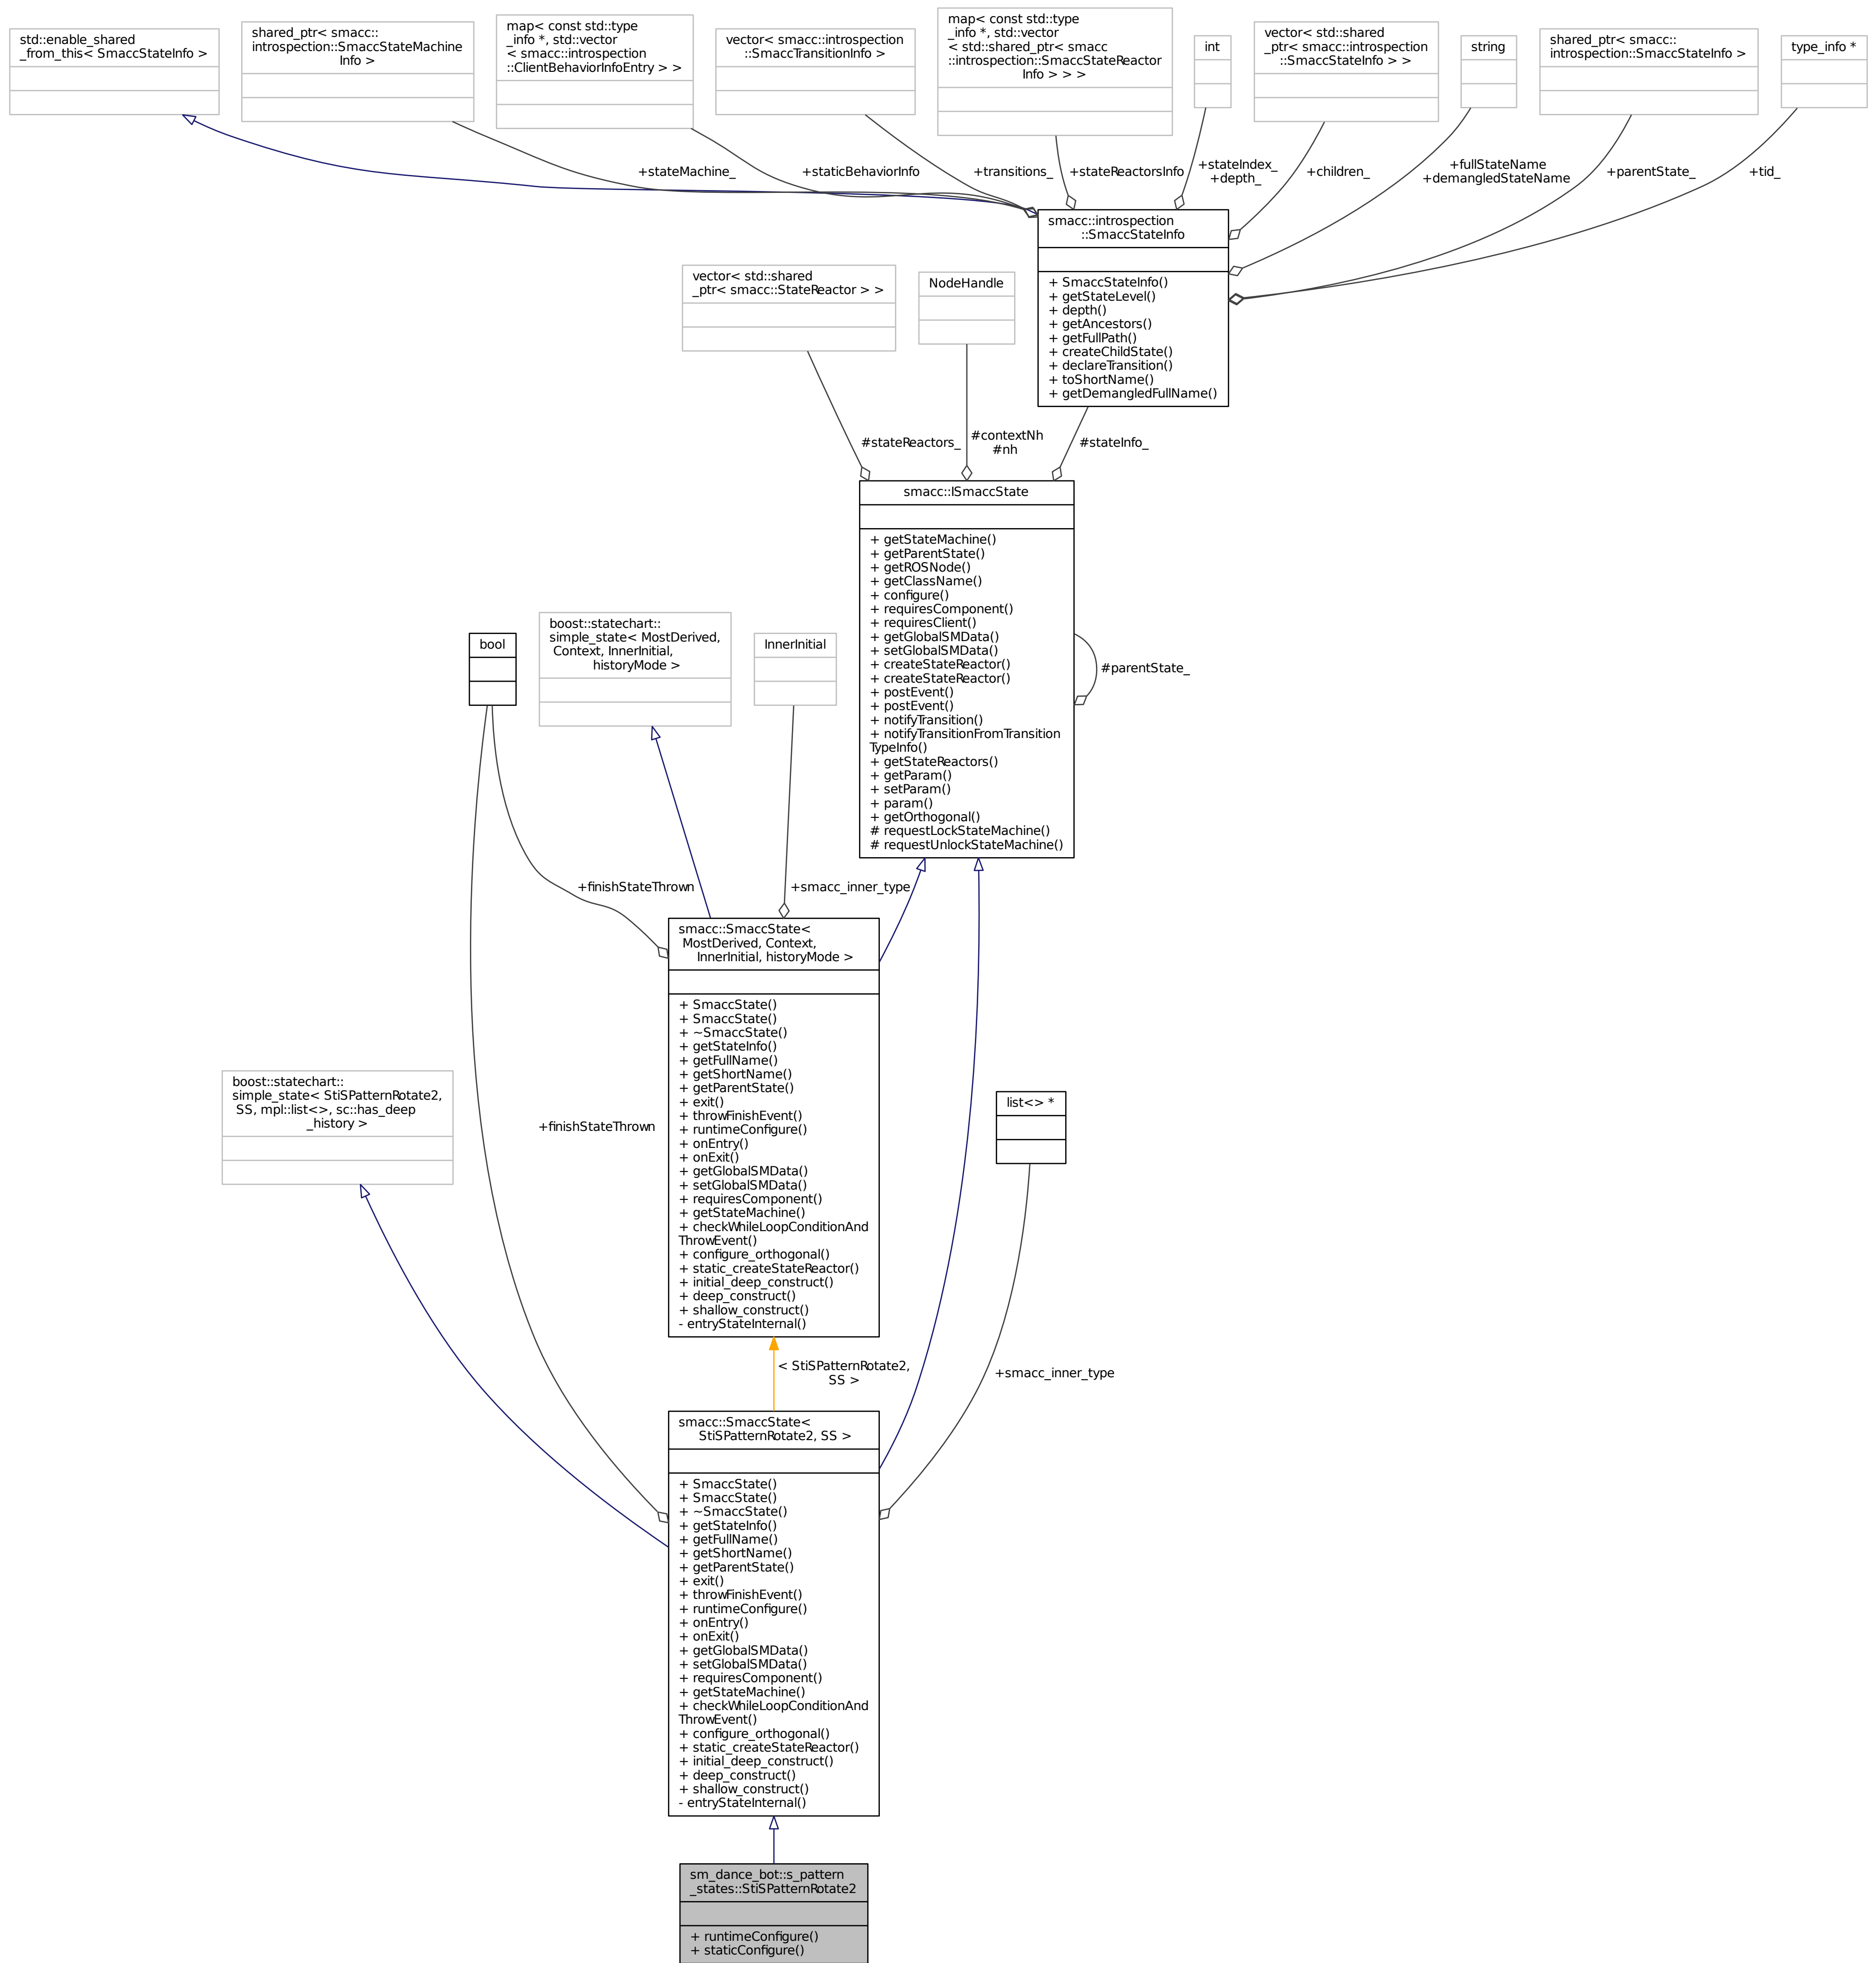 std::enable_shared
_from_this< SmaccStateInfo >
shared_ptr< smacc::
introspection::SmaccStateMachine
Info >
map< const std::type
_info *, std::vector
< smacc::introspection
::ClientBehaviorInfoEntry > >
vector< smacc::introspection
::SmaccTransitionInfo >
map< const std::type
_info *, std::vector
< std::shared_ptr< smacc
::introspection::SmaccStateReactor
Info > > >
int
vector< std::shared
_ptr< smacc::introspection
::SmaccStateInfo > >
string
shared_ptr< smacc::
introspection::SmaccStateInfo >
type_info *
+stateMachine_
+staticBehaviorInfo
+transitions_
+stateReactorsInfo
+stateIndex_
+depth_
+children_
+fullStateName
+demangledStateName
+parentState_
+tid_
smacc::introspection
::SmaccStateInfo
+ SmaccStateInfo()
+ getStateLevel()
+ depth()
+ getAncestors()
+ getFullPath()
+ createChildState()
+ declareTransition()
+ toShortName()
+ getDemangledFullName()
vector< std::shared
_ptr< smacc::StateReactor > >
NodeHandle
#stateReactors_
#contextNh
#nh
#stateInfo_
smacc::ISmaccState
+ getStateMachine()
+ getParentState()
+ getROSNode()
+ getClassName()
+ configure()
+ requiresComponent()
+ requiresClient()
+ getGlobalSMData()
+ setGlobalSMData()
+ createStateReactor()
+ createStateReactor()
+ postEvent()
+ postEvent()
+ notifyTransition()
+ notifyTransitionFromTransition
TypeInfo()
+ getStateReactors()
+ getParam()
+ setParam()
+ param()
+ getOrthogonal()
# requestLockStateMachine()
# requestUnlockStateMachine()
#parentState_
bool
boost::statechart::
simple_state< MostDerived,
Context, InnerInitial,
historyMode >
InnerInitial
+finishStateThrown
+smacc_inner_type
smacc::SmaccState<
MostDerived, Context,
InnerInitial, historyMode >
+ SmaccState()
+ SmaccState()
+ ~SmaccState()
+ getStateInfo()
+ getFullName()
+ getShortName()
+ getParentState()
+ exit()
+ throwFinishEvent()
+ runtimeConfigure()
+ onEntry()
+ onExit()
+ getGlobalSMData()
+ setGlobalSMData()
+ requiresComponent()
+ getStateMachine()
+ checkWhileLoopConditionAnd
ThrowEvent()
+ configure_orthogonal()
+ static_createStateReactor()
+ initial_deep_construct()
+ deep_construct()
+ shallow_construct()
- entryStateInternal()
boost::statechart::
simple_state< StiSPatternRotate2,
SS, mpl::list<>, sc::has_deep
_history >
+finishStateThrown
list<> *
< StiSPatternRotate2,
SS >
+smacc_inner_type
smacc::SmaccState<
StiSPatternRotate2, SS >
+ SmaccState()
+ SmaccState()
+ ~SmaccState()
+ getStateInfo()
+ getFullName()
+ getShortName()
+ getParentState()
+ exit()
+ throwFinishEvent()
+ runtimeConfigure()
+ onEntry()
+ onExit()
+ getGlobalSMData()
+ setGlobalSMData()
+ requiresComponent()
+ getStateMachine()
+ checkWhileLoopConditionAnd
ThrowEvent()
+ configure_orthogonal()
+ static_createStateReactor()
+ initial_deep_construct()
+ deep_construct()
+ shallow_construct()
- entryStateInternal()
sm_dance_bot::s_pattern
_states::StiSPatternRotate2
+ runtimeConfigure()
+ staticConfigure()